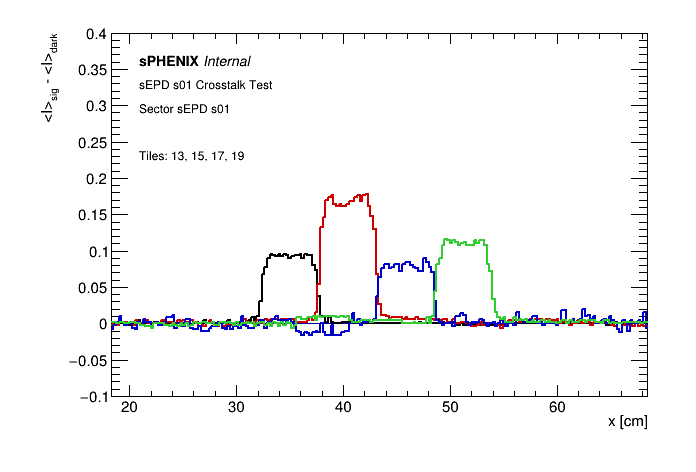 <I>sig - <I>dark
0.4
0.35
0.3
0.25
0.2
0.15
0.1
0.05
0
−0.05
−0.1
sPHENIX Internal
sEPD s01 Crosstalk Test
Sector sEPD s01
Tiles: 13, 15, 17, 19
20 30 40 50 60
x [cm]